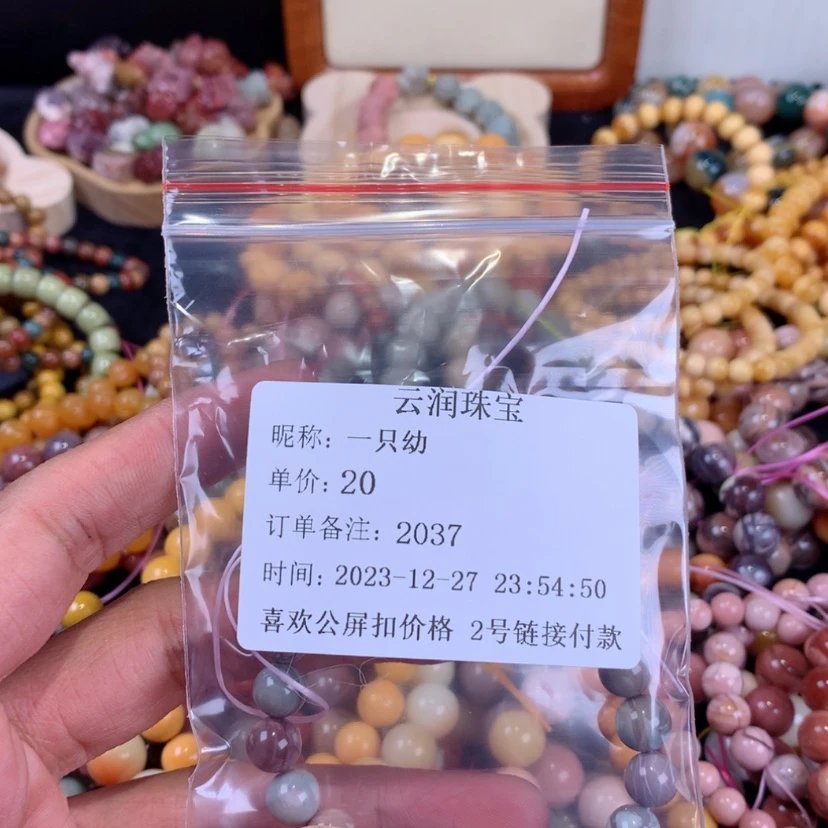 云润珠宝
昵称: 一只幼
单价: 20
订单备注: 2037
时间: 2023-12-27 23:54:50
喜欢公屏扣价格 2号链接付款